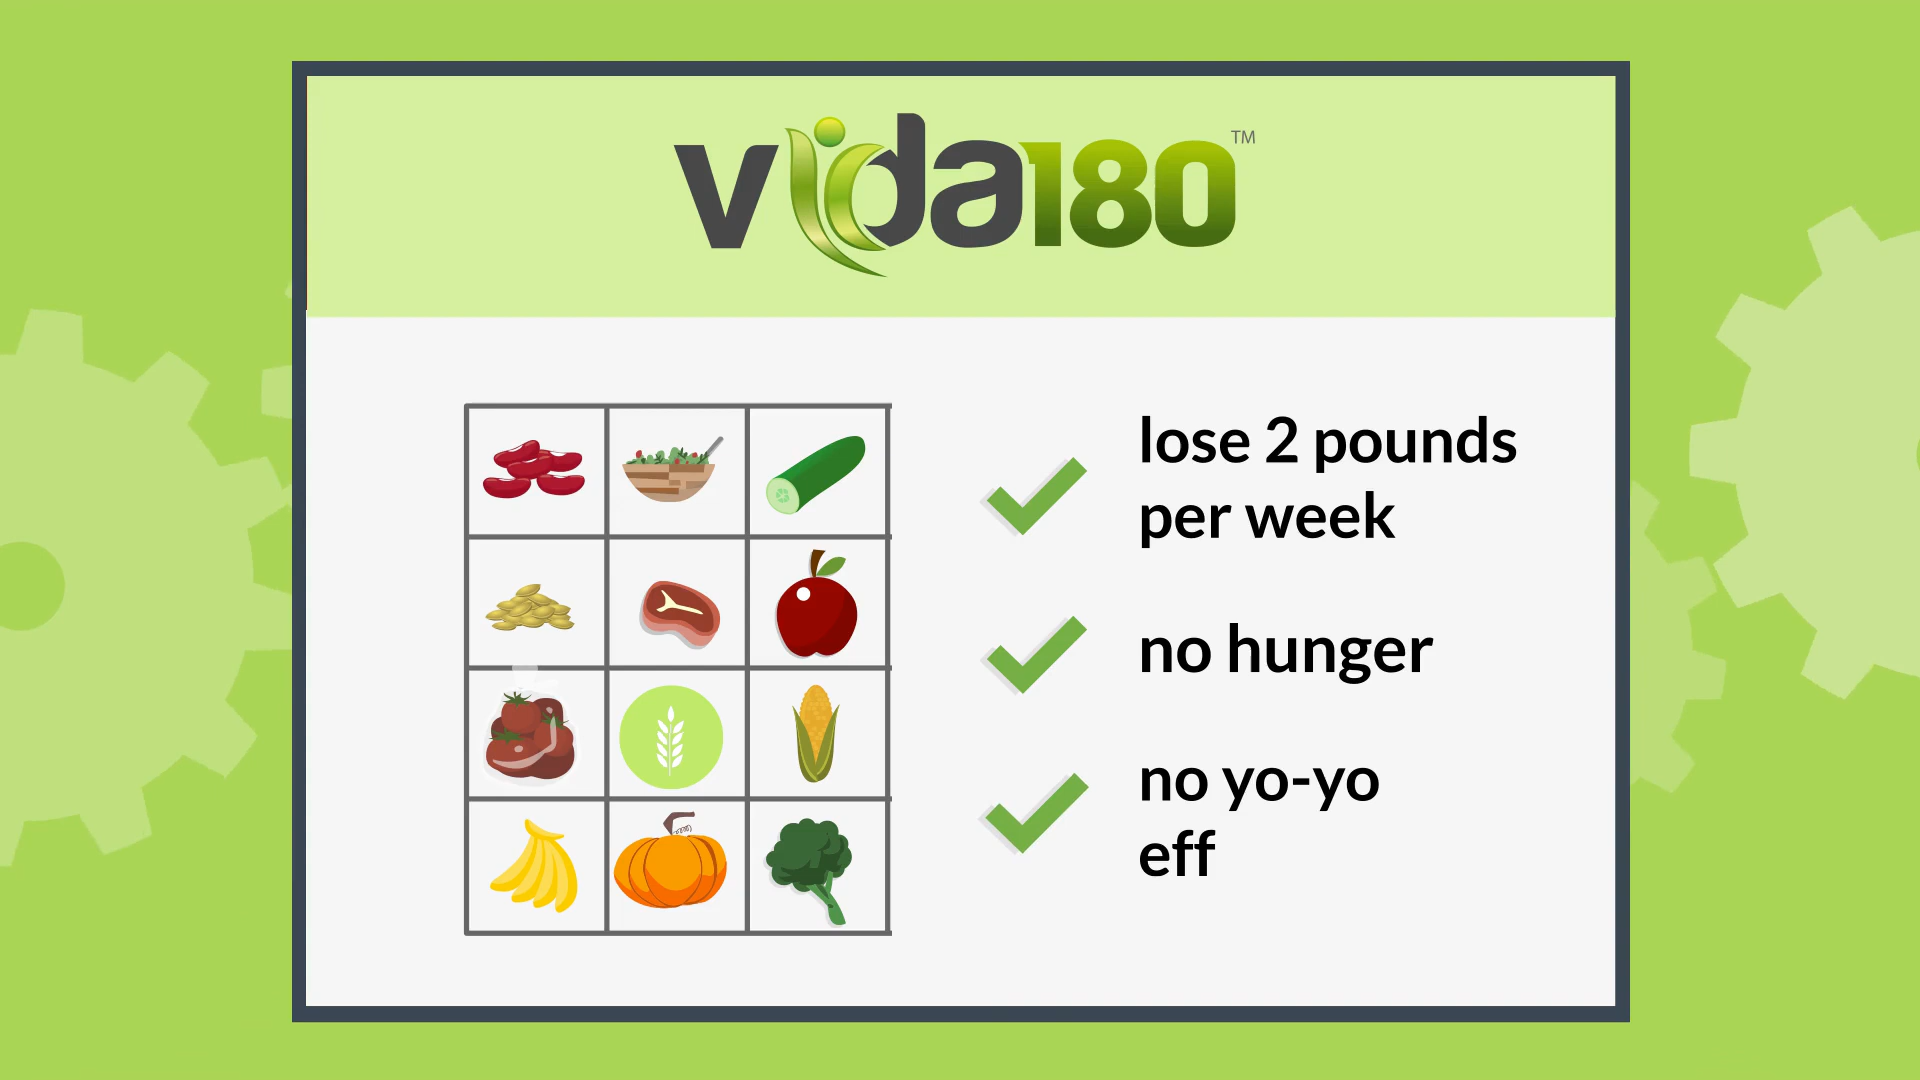 vida180 TM
lose 2 pounds
per week
no hunger
no yo-yo
eff